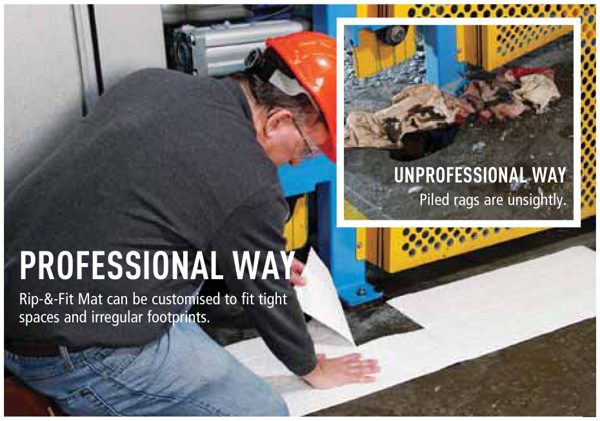 UNPROFESSIONAL WAY
Piled rags are unsightly.
PROFESSIONAL WAY
Rip-&-Fit Mat can be customised to fit tight
spaces and irregular footprints.